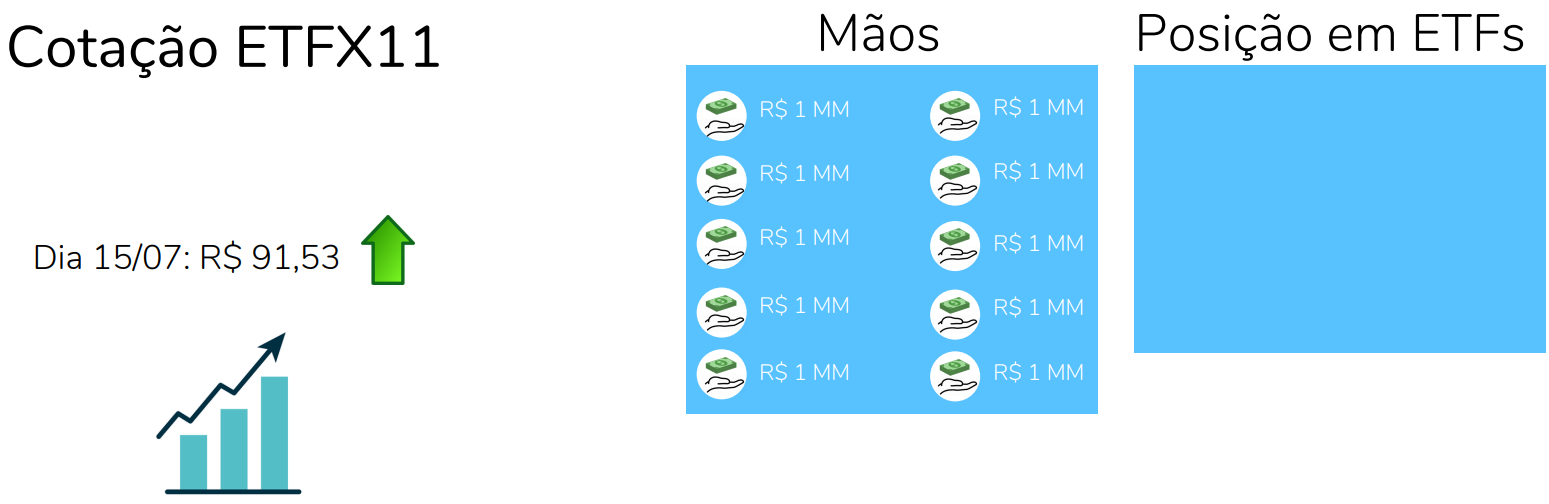 Cotação ETFX11
Dia 15/07: R$ 91,53
Mãos
R$ 1 MM
R$ 1 MM
R$ 1 MM
R$ 1 MM
R$ 1 MM
R$ 1 MM
R$ 1 MM
R$ 1 MM
R$ 1 MM
R$ 1 MM
Posição em ETFs